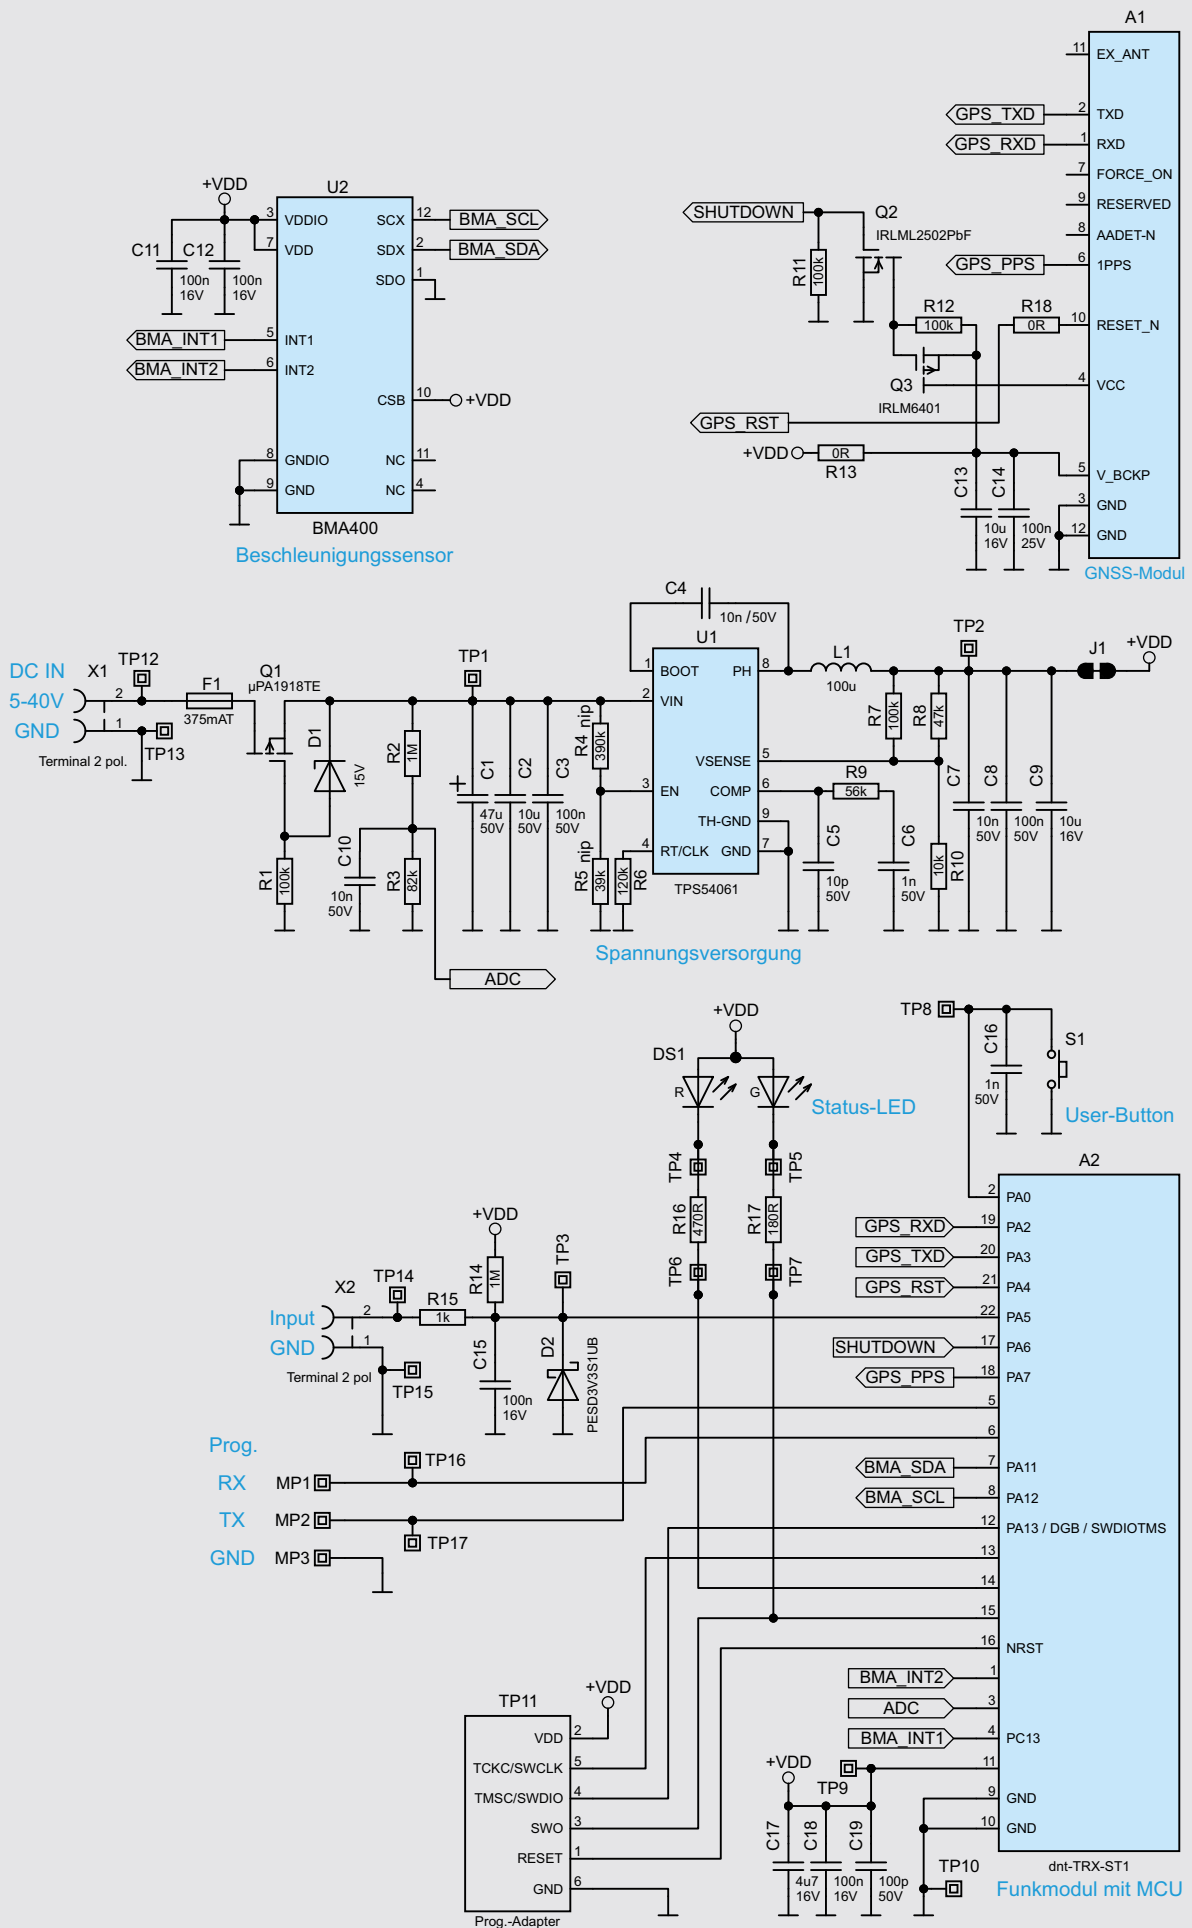 A1
11 EX_ANT
GPS_TXD 2 TXD
GPS_RXD 1 RXD
7 FORCE_ON
9 RESERVED
8 AADET-N
GPS_PPS 6 1PPS
10 RESET_N
4 VCC
5 V_BCKP
3 GND
12 GND
GNSS-Modul
SHUTDOWN
Q2
IRLML2502PbF
R11
100k
R12
100k
R18
0R
Q3
IRLM6401
GPS_RST
+VDD
0R
R13
C13
10u
16V
C14
100n
25V
+VDD
U2
C11
100n
16V
C12
100n
16V
3 VDDIO
7 VDD
SCX 12 BMA_SCL
SDX 2 BMA_SDA
SDO 1
BMA_INT1 5 INT1
BMA_INT2 6 INT2
CSB 10 +VDD
8 GNDIO
9 GND
NC 11
NC 4
BMA400
Beschleunigungssensor
DC IN
5-40V
GND
X1
2
1
Terminal 2 pol.
TP12
TP13
F1
375mAT
Q1
µPA1918TE
R1
100k
D1
15V
C10
10n
50V
R2
1M
R3
82k
ADC
TP1
C1
47u
50V
C2
10u
50V
C3
100n
50V
R4 nip
390k
R5 nip
39k
R6
120k
C4
10n/50V
U1
1 BOOT
2 VIN
3 EN
4 RT/CLK
PH 8
VSENSE 5
COMP 6
TH-GND 9
GND 7
TPS54061
L1
100u
R7
100k
R8
47k
R9
56k
C5
10p
50V
C6
1n
50V
R10
10k
TP2
C7
10n
50V
C8
100n
50V
C9
10u
16V
J1
+VDD
Spannungsversorgung
+VDD
DS1
R
G
Status-LED
TP4
TP5
R16
470R
R17
180R
TP6
TP7
TP8
C16
1n
50V
S1
User-Button
A2
2 PA0
GPS_RXD 19 PA2
GPS_TXD 20 PA3
GPS_RST 21 PA4
22 PA5
SHUTDOWN 17 PA6
GPS_PPS 18 PA7
5
6
BMA_SDA 7 PA11
BMA_SCL 8 PA12
12 PA13 / DGB / SWDIOTMS
13
14
15
16 NRST
BMA_INT2 1
ADC 3
BMA_INT1 4 PC13
11
9 GND
10 GND
dnt-TRX-ST1
Funkmodul mit MCU
Input
GND
X2
2
1
Terminal 2 pol
TP14
TP15
R15
1k
+VDD
R14
1M
C15
100n
16V
TP3
D2
PESD3V3S1UB
Prog.
RX MP1
TX MP2
GND MP3
TP16
TP17
TP11
+VDD
VDD 2
TCKC/SWCLK 5
TMSC/SWDIO 4
SWO 3
RESET 1
GND 6
Prog.-Adapter
+VDD
TP9
C17
4u7
16V
C18
100n
16V
C19
100p
50V
TP10